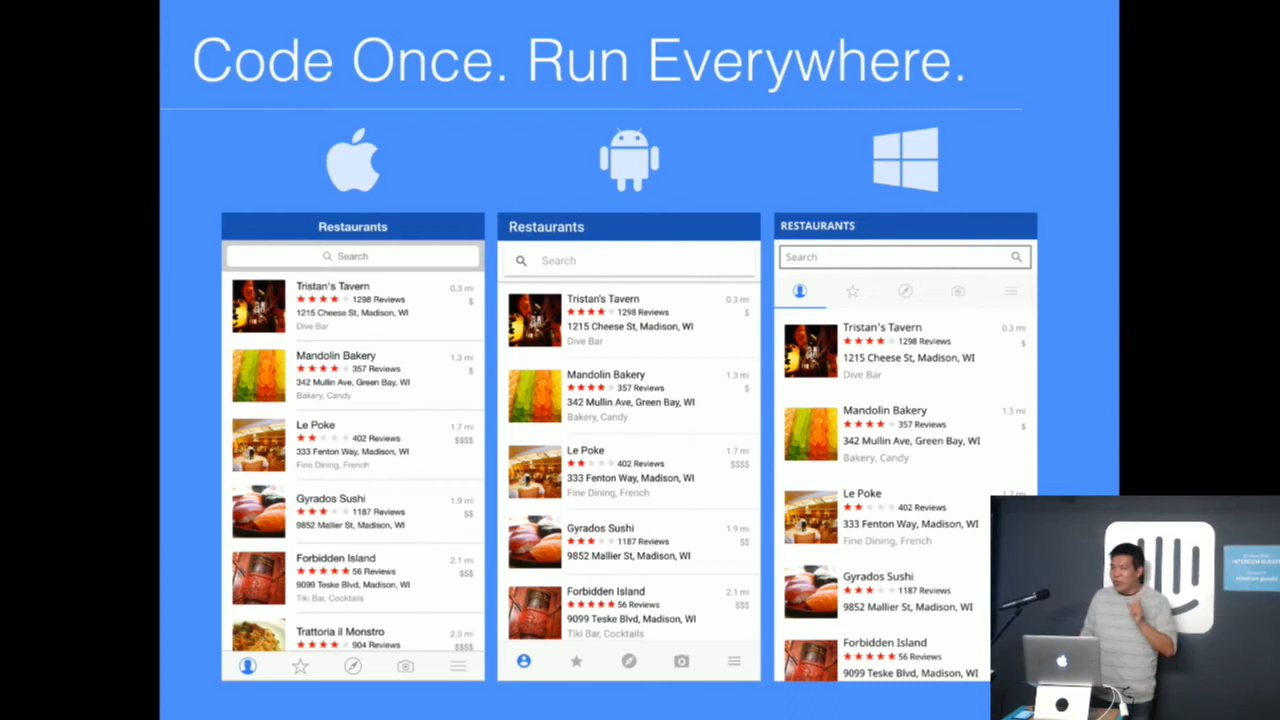 Code Once. Run Everywhere.
Restaurants
Search
Tristan's Tavern
0.3 mi
1298 Reviews
$
1215 Cheese St, Madison, WI
Dive Bar
Mandolin Bakery
1.3 mi
357 Reviews
$
342 Mullin Ave, Green Bay, WI
Bakery, Candy
Le Poke
1.7 mi
402 Reviews
$$$$
333 Fenton Way, Madison, WI
Fine Dining, French
Gyrados Sushi
1.9 mi
1187 Reviews
$$
9852 Mallier St, Madison, WI
Forbidden Island
2.1 mi
56 Reviews
$$$
9099 Teske Blvd, Madison, WI
Tiki Bar, Cocktails
Trattoria il Monstro
2.5 mi
904 Reviews
$$$$
Restaurants
Search
Tristan's Tavern
0.3 mi
1298 Reviews
$
1215 Cheese St, Madison, WI
Dive Bar
Mandolin Bakery
1.3 mi
357 Reviews
$
342 Mullin Ave, Green Bay, WI
Bakery, Candy
Le Poke
1.7 mi
402 Reviews
$$$$
333 Fenton Way, Madison, WI
Fine Dining, French
Gyrados Sushi
1.9 mi
1187 Reviews
$$
9852 Mallier St, Madison, WI
Forbidden Island
2.1 mi
56 Reviews
$$$
9099 Teske Blvd, Madison, WI
Tiki Bar, Cocktails
RESTAURANTS
Search
Tristan's Tavern
0.3 mi
1298 Reviews
$
1215 Cheese St, Madison, WI
Dive Bar
Mandolin Bakery
1.3 mi
357 Reviews
$
342 Mullin Ave, Green Bay, WI
Bakery, Candy
Le Poke
402 Reviews
333 Fenton Way, Madison, WI
Fine Dining, French
Gyrados Sushi
1187 Reviews
9852 Mallier St, Madison, WI
Forbidden Island
56 Reviews
9099 Teske Blvd, Madison, WI